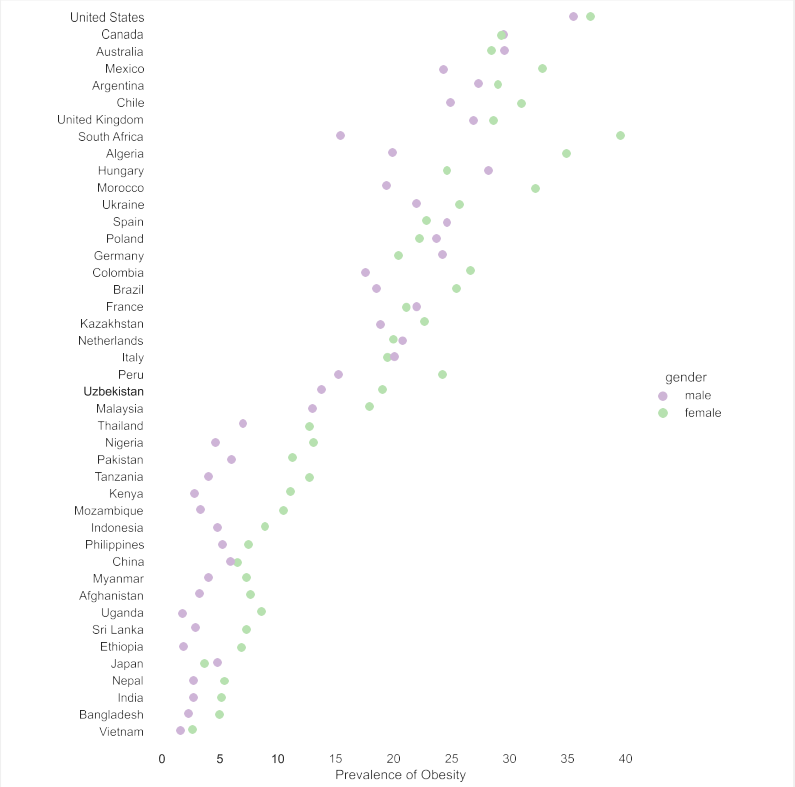 United States
Canada
Australia
Mexico
Argentina
Chile
United Kingdom
South Africa
Algeria
Hungary
Morocco
Ukraine
Spain
Poland
Germany
Colombia
Brazil
France
Kazakhstan
Netherlands
Italy
Peru
Uzbekistan
Malaysia
Thailand
Nigeria
Pakistan
Tanzania
Kenya
Mozambique
Indonesia
Philippines
China
Myanmar
Afghanistan
Uganda
Sri Lanka
Ethiopia
Japan
Nepal
India
Bangladesh
Vietnam
0 5 10 15 20 25 30 35 40
Prevalence of Obesity
gender
male
female